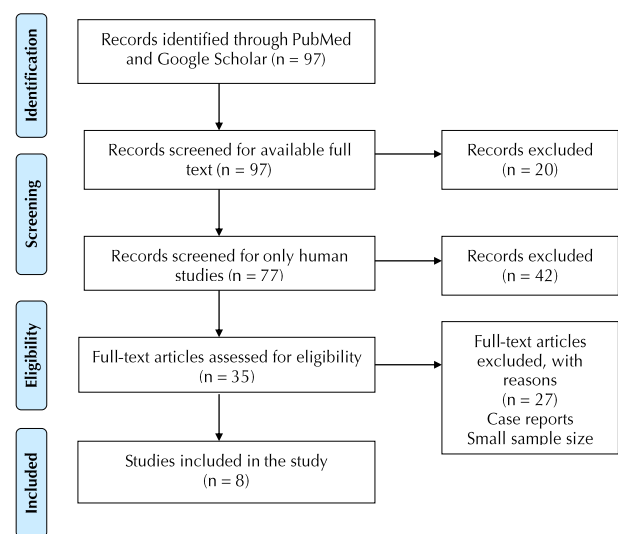 Identification
Records identified through PubMed
and Google Scholar (n = 97)
Records screened for available full
text (n = 97)
Records excluded
(n = 20)
Screening
Records screened for only human
studies (n = 77)
Records excluded
(n = 42)
Eligibility
Full-text articles assessed for eligibility
(n = 35)
Full-text articles
excluded, with
reasons
(n = 27)
Case reports
Small sample size
Included
Studies included in the study
(n = 8)